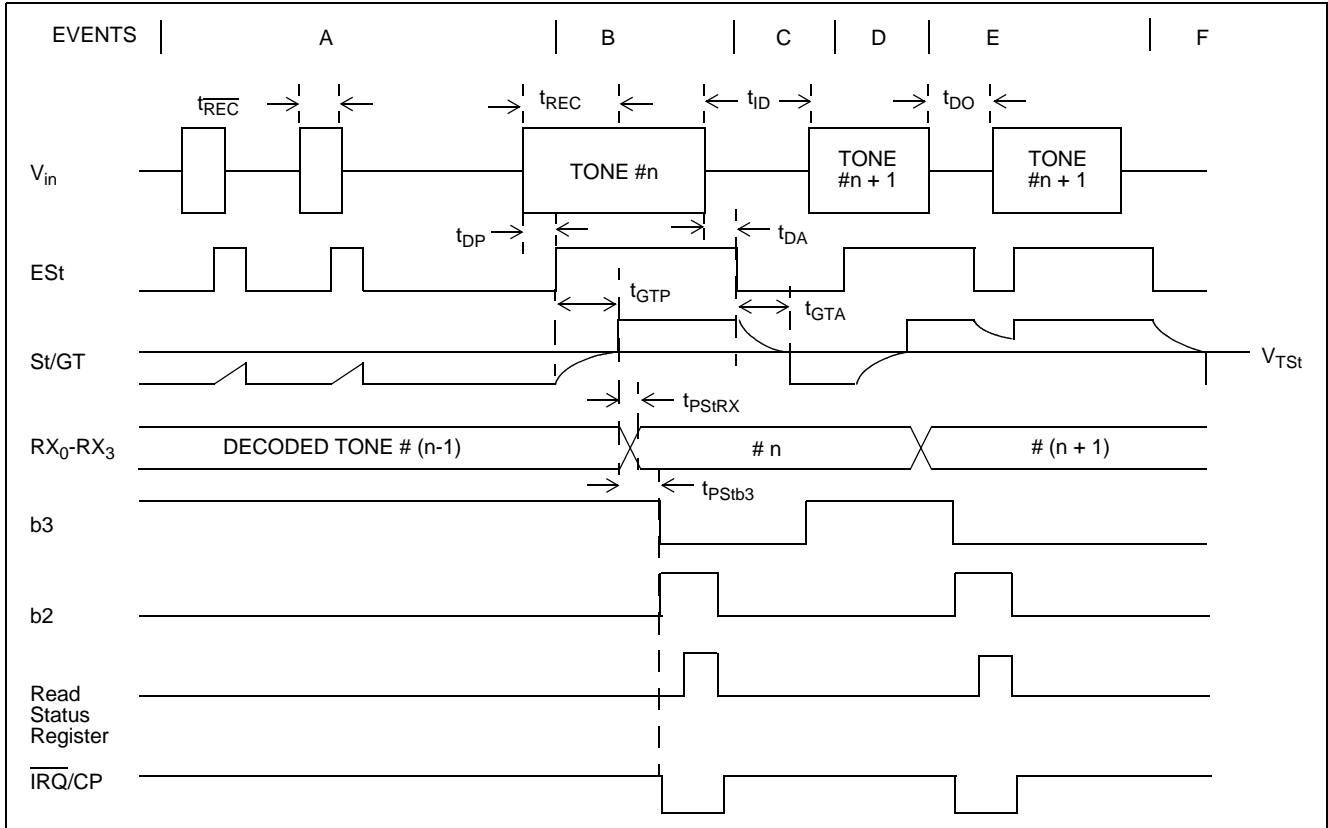 EVENTS A B C D E F
tREC tREC tID tDO
Vin TONE #n TONE #n + 1 TONE #n + 1
tDP tDA
ESt
tGTP tGTA
St/GT VTSt
tPStRX
RX0-RX3 DECODED TONE # (n-1) # n # (n + 1)
tPStb3
b3
b2
Read
Status
Register
IRQ/CP